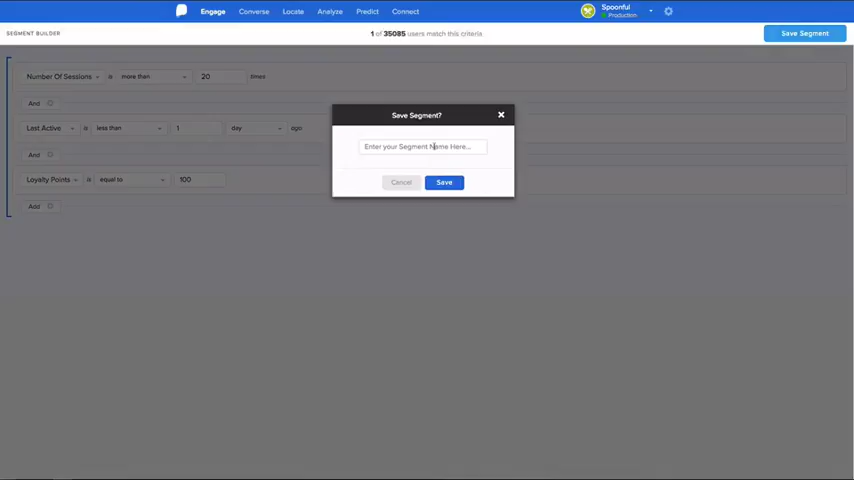 Engage Converse Locate Analyze Predict Connect Spoonful
Production
SEGMENT BUILDER 1 of 35085 users match this criteria Save Segment
Number Of Sessions is more than 20 times
And
Last Active is less than 1 day ago
And
Loyalty Points is equal to 100
Add
Save Segment?
Enter your Segment Name Here...
Cancel Save